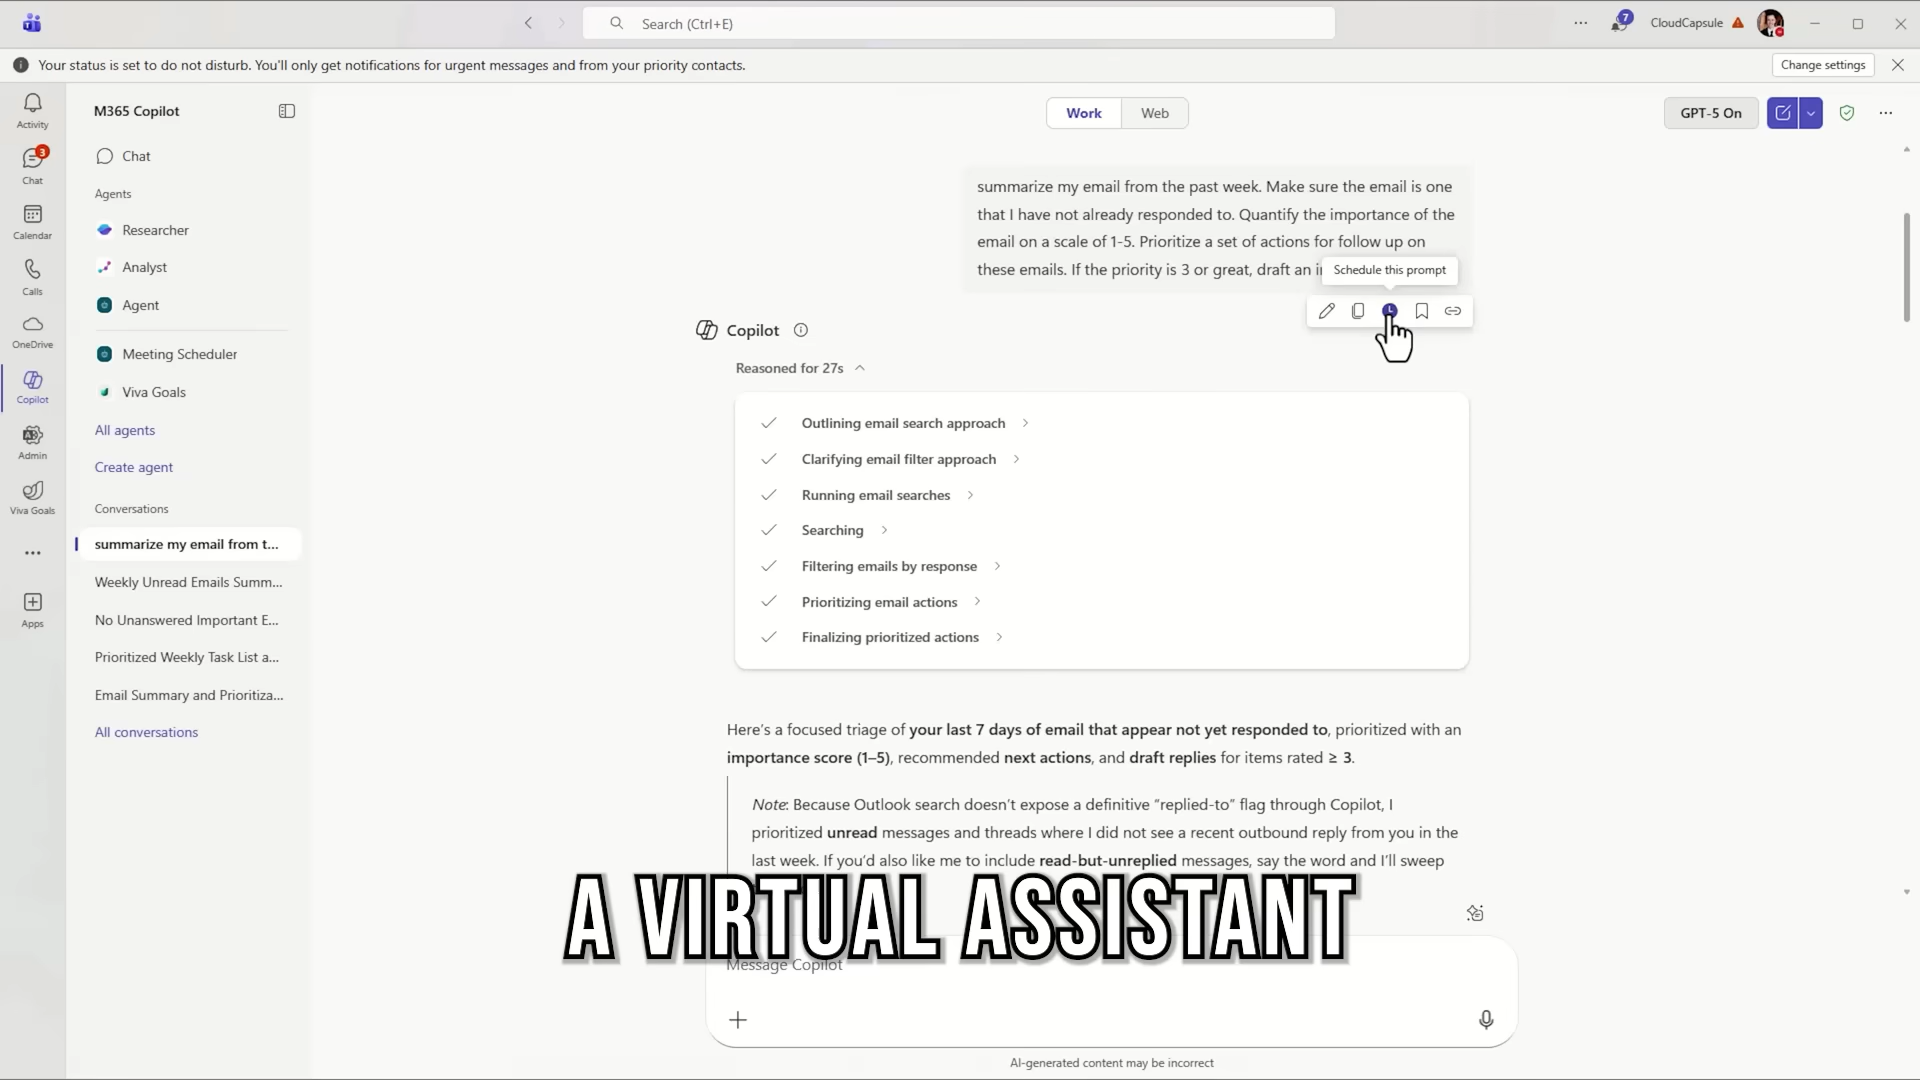 Search (Ctrl+E)
7
CloudCapsule
Your status is set to do not disturb. You'll only get notifications for urgent messages and from your priority contacts.
Change settings
Activity
3
Chat
Calendar
Calls
OneDrive
Copilot
Admin
Viva Goals
Apps
M365 Copilot
Chat
Agents
Researcher
Analyst
Agent
Meeting Scheduler
Viva Goals
All agents
Create agent
Conversations
summarize my email from t...
Weekly Unread Emails Summ...
No Unanswered Important E...
Prioritized Weekly Task List a...
Email Summary and Prioritiza...
All conversations
Work
Web
GPT-5 On
summarize my email from the past week. Make sure the email is one
that I have not already responded to. Quantify the importance of the
email on a scale of 1-5. Prioritize a set of actions for follow up on
these emails. If the priority is 3 or great, draft an
Schedule this prompt
Copilot
Reasoned for 27s
Outlining email search approach
Clarifying email filter approach
Running email searches
Searching
Filtering emails by response
Prioritizing email actions
Finalizing prioritized actions
Here's a focused triage of your last 7 days of email that appear not yet responded to, prioritized with an
importance score (1–5), recommended next actions, and draft replies for items rated ≥ 3.
Note: Because Outlook search doesn't expose a definitive “replied-to” flag through Copilot, I
prioritized unread messages and threads where I did not see a recent outbound reply from you in the
last week. If you'd also like me to include read-but-unreplied messages, say the word and I'll sweep
A VIRTUAL ASSISTANT
Message Copilot
AI-generated content may be incorrect